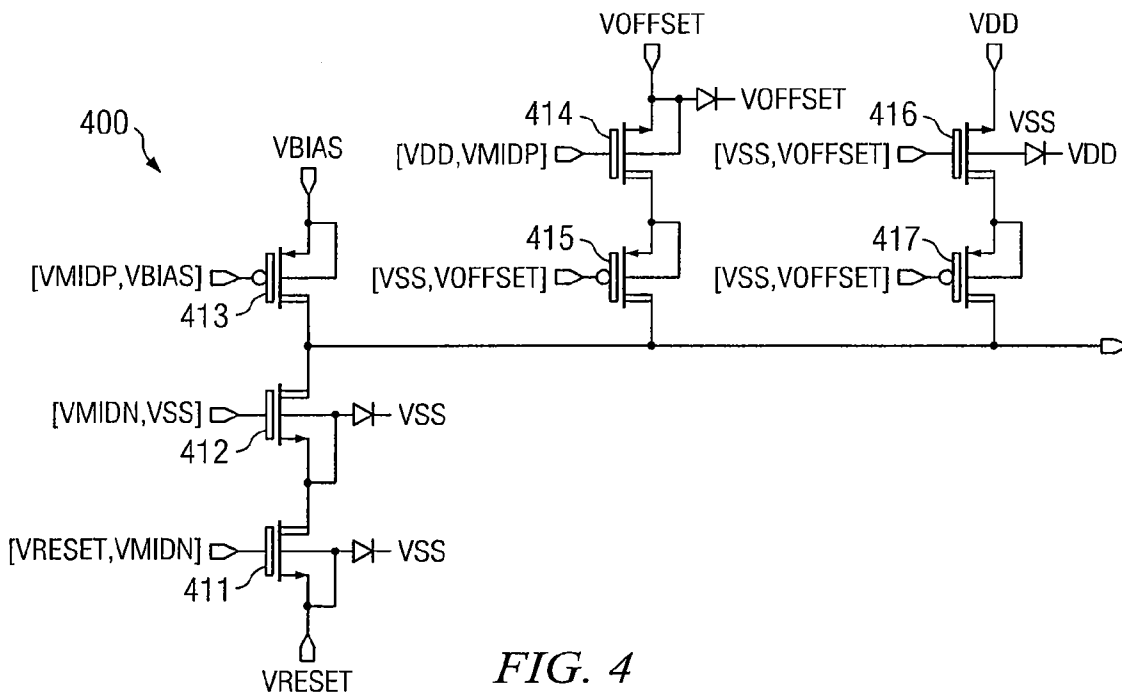 VOFFSET
VDD
414
VOFFSET
416
VSS
400
VBIAS
[VDD,VMIDP]
[VSS,VOFFSET]
VDD
415
417
[VMIDP,VBIAS]
[VSS,VOFFSET]
[VSS,VOFFSET]
413
[VMIDN,VSS]
VSS
412
[VRESET,VMIDN]
VSS
411
VRESET
FIG. 4